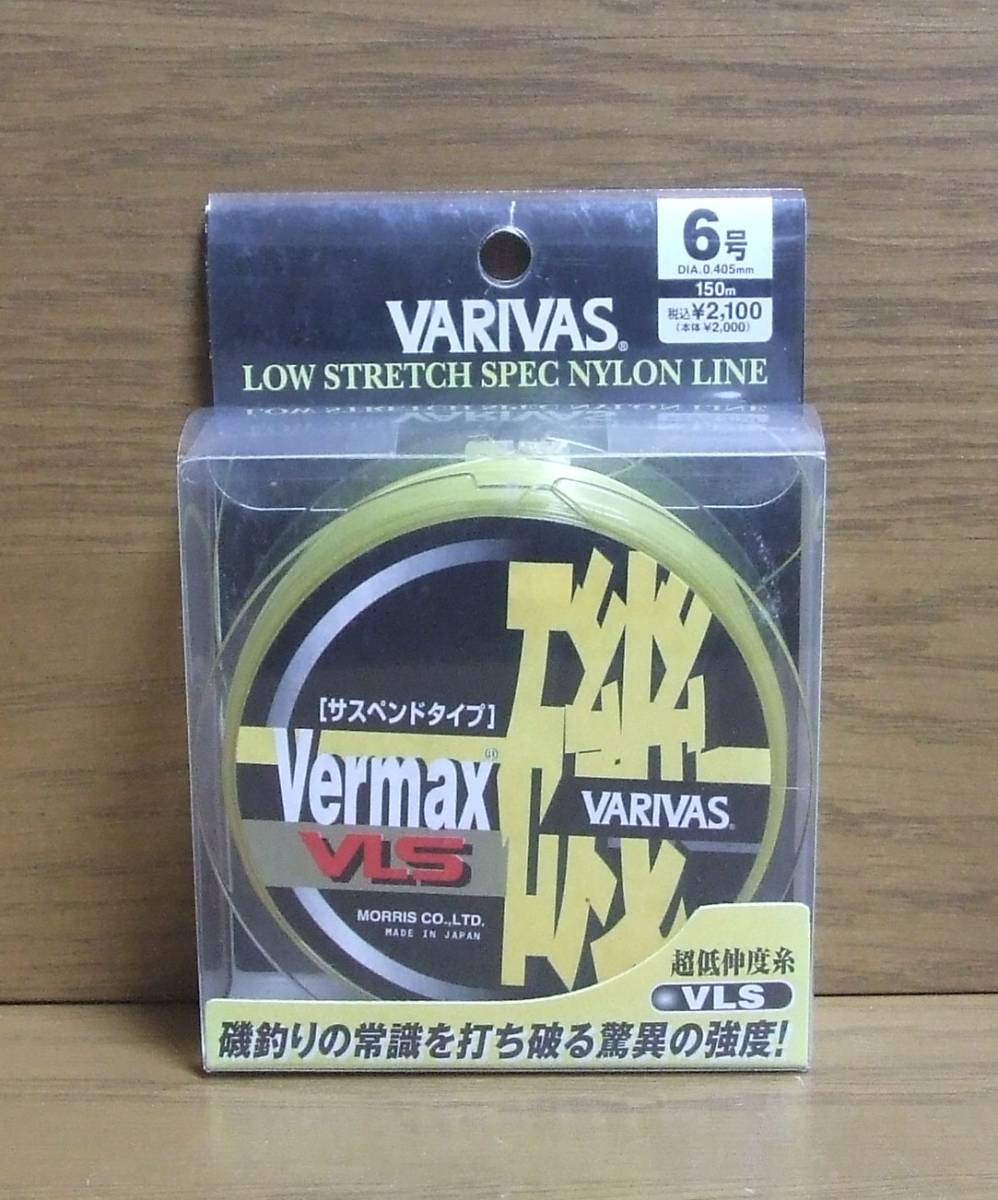 6号
DIA.0.405mm
150m
税込¥2,100
(本体¥2,000)
VARIVAS®
LOW STRETCH SPEC NYLON LINE
[サスペンドタイプ]
Vermax®
VLS
VARIVAS®
MORRIS CO.,LTD.
MADE IN JAPAN
磯
超低伸度糸
VLS
磯釣りの常識を打ち破る驚異の強度!